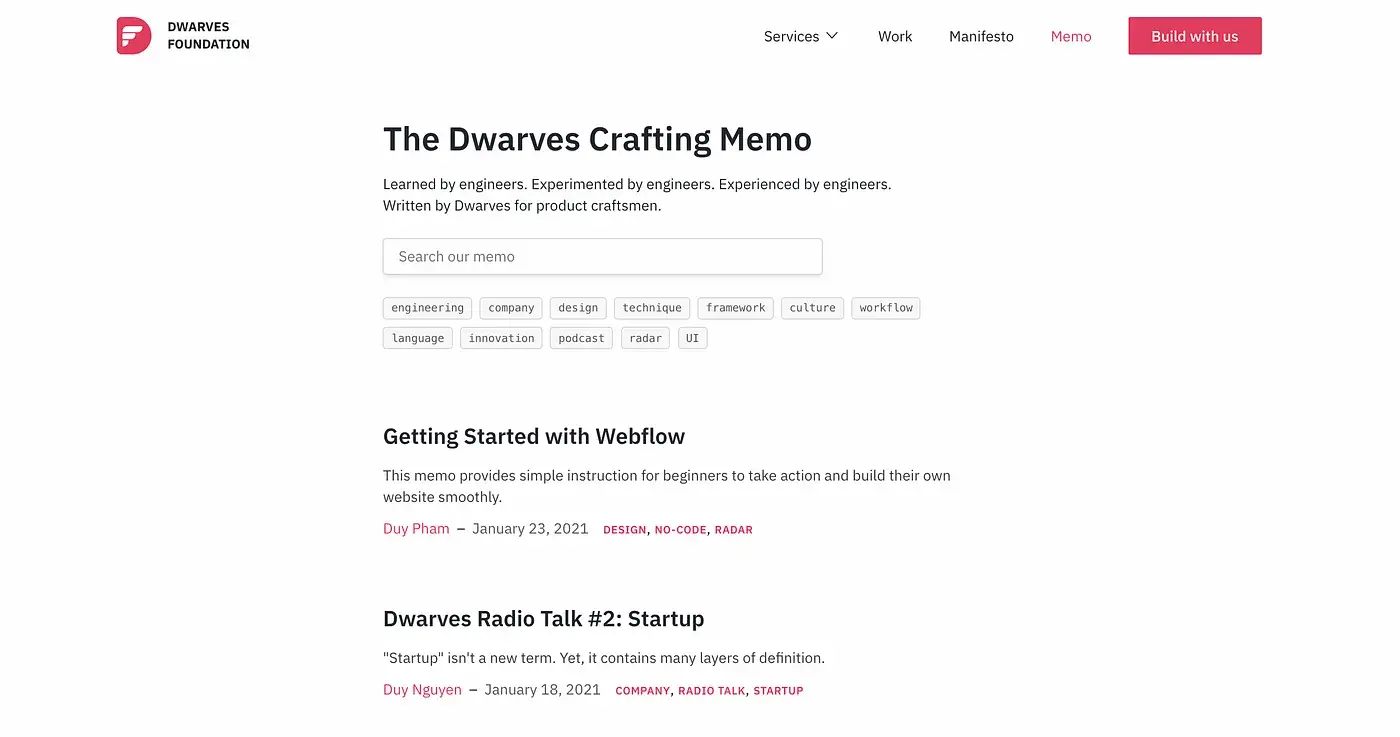 DWARVES
FOUNDATION
Services Work Manifesto Memo Build with us
The Dwarves Crafting Memo
Learned by engineers. Experimented by engineers. Experienced by engineers.
Written by Dwarves for product craftsmen.
Search our memo
engineering company design technique framework culture workflow
language innovation podcast radar UI
Getting Started with Webflow
This memo provides simple instruction for beginners to take action and build their own
website smoothly.
Duy Pham – January 23, 2021 DESIGN, NO-CODE, RADAR
Dwarves Radio Talk #2: Startup
"Startup" isn't a new term. Yet, it contains many layers of definition.
Duy Nguyen – January 18, 2021 COMPANY, RADIO TALK, STARTUP